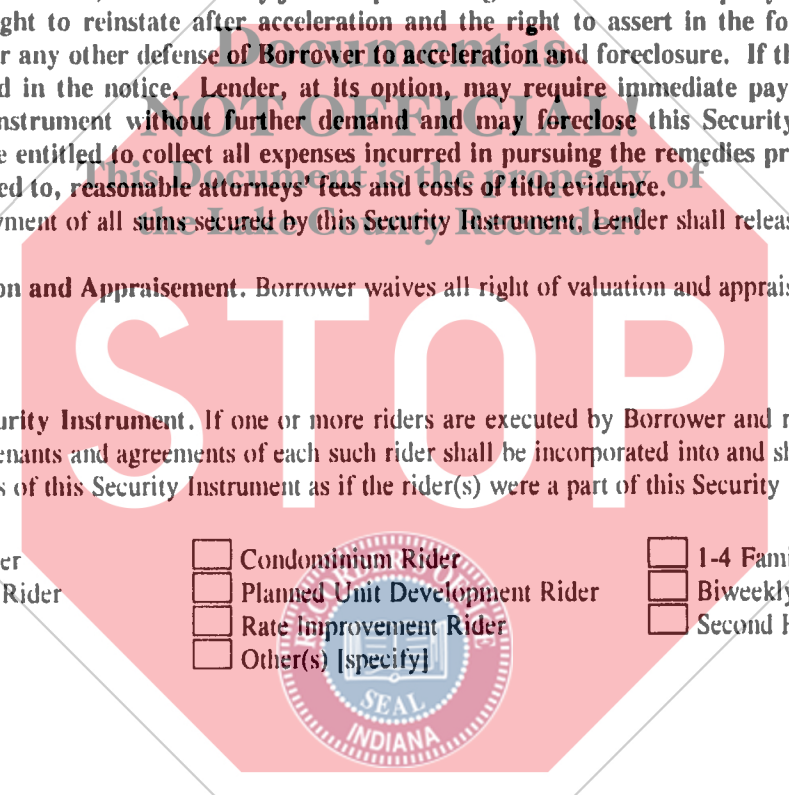 ght to reinstate after acceleration and the right to assert in the fo
r any other defense of Borrower to acceleration and foreclosure. If th
d in the notice, Lender, at its option, may require immediate pay
nstrument without further demand and may foreclose this Security
e entitled to collect all expenses incurred in pursuing the remedies pr
ed to, reasonable attorneys' fees and costs of title evidence.
yment of all sums secured by this Security Instrument, Lender shall releas
on and Appraisement. Borrower waives all right of valuation and apprais
urity Instrument. If one or more riders are executed by Borrower and r
enants and agreements of each such rider shall be incorporated into and sh
s of this Security Instrument as if the rider(s) were a part of this Security
er Condominium Rider 1-4 Fami
Rider Planned Unit Development Rider Biweekly
Rate Improvement Rider Second H
Other(s) [specify]
Document is
NOT OFFICIAL!
This Document is the property of
the Lake County Recorder!
STOP
RECORDER'S OFFICE
SEAL
INDIANA